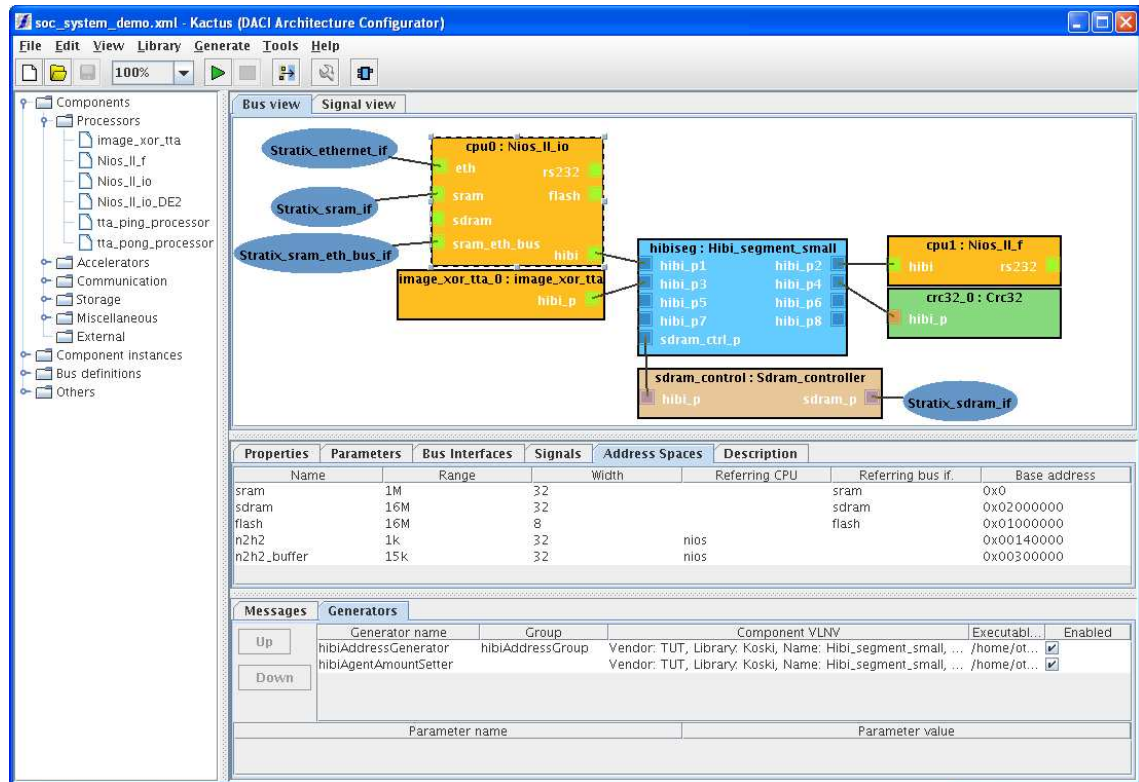 soc_system_demo.xml - Kactus (DACI Architecture Configurator)
File Edit View Library Generate Tools Help
100%
Components
Processors
image_xor_tta
Nios_II_f
Nios_II_io
Nios_II_io_DE2
tta_ping_processor
tta_pong_processor
Accelerators
Communication
Storage
Miscellaneous
External
Component instances
Bus definitions
Others
Bus view Signal view
Stratix_ethernet_if
Stratix_sram_if
Stratix_sram_eth_bus_if
cpu0 : Nios_II_io
eth rs232
sram flash
sdram
sram_eth_bus
hibi
image_xor_tta_0 : image_xor_tta
hibi_p
hibiseg : Hibi_segment_small
hibi_p1 hibi_p2
hibi_p3 hibi_p4
hibi_p5 hibi_p6
hibi_p7 hibi_p8
sdram_ctrl_p
cpu1 : Nios_II_f
hibi rs232
crc32_0 : Crc32
hibi_p
sdram_control : Sdram_controller
hibi_p sdram_p
Stratix_sdram_if
Properties Parameters Bus Interfaces Signals Address Spaces Description
Name Range Width Referring CPU Referring bus if. Base address
sram 1M 32 sram 0x0
sdram 16M 32 sdram 0x02000000
flash 16M 8 flash 0x01000000
n2h2 1k 32 nios 0x00140000
n2h2_buffer 15k 32 nios 0x00300000
Messages Generators
Up
Down
Generator name Group Component VLNV Executabl... Enabled
hibiAddressGenerator hibiAddressGroup Vendor: TUT, Library: Koski, Name: Hibi_segment_small, ... /home/ot...
hibiAgentAmountSetter Vendor: TUT, Library: Koski, Name: Hibi_segment_small, ... /home/ot...
Parameter name Parameter value